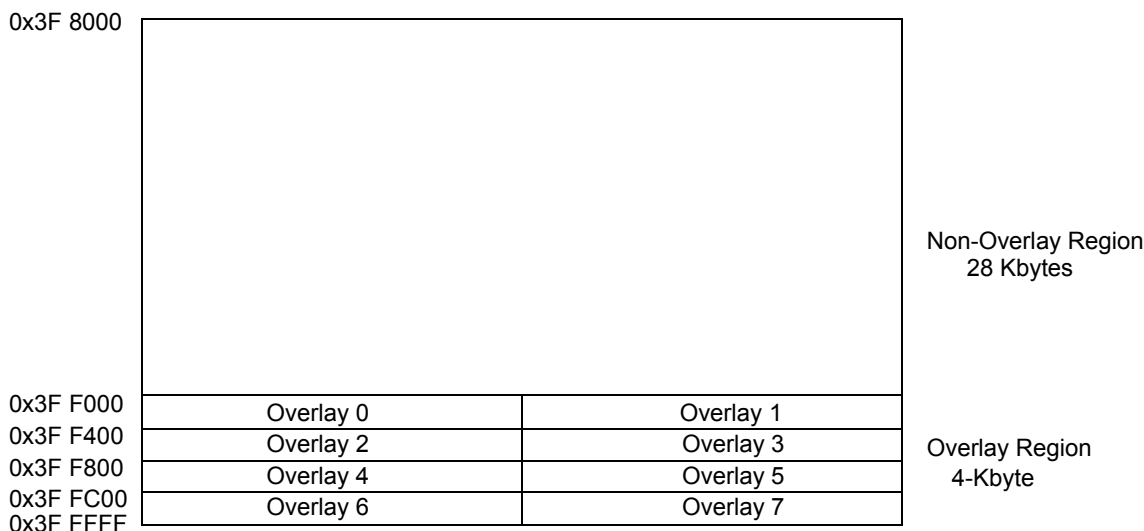 0x3F 8000
Non-Overlay Region
28 Kbytes
0x3F F000
Overlay 0
Overlay 1
0x3F F400
Overlay 2
Overlay 3
Overlay Region
4-Kbyte
0x3F F800
Overlay 4
Overlay 5
0x3F FC00
Overlay 6
Overlay 7
0x3F FFFF